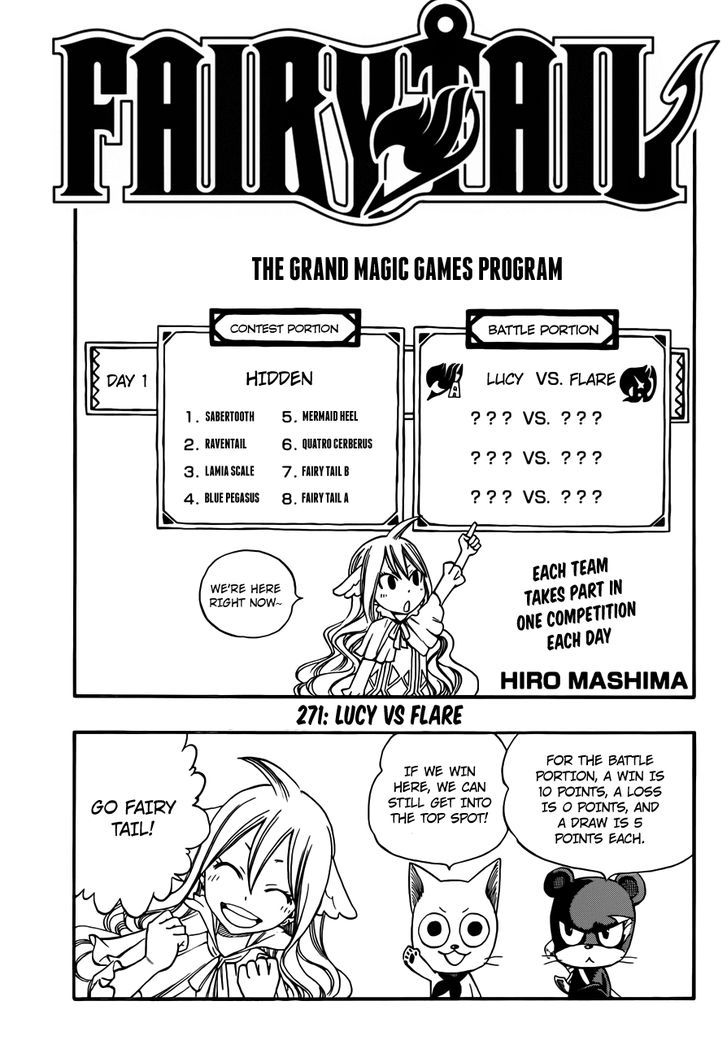 FAIRY TAIL
THE GRAND MAGIC GAMES PROGRAM
CONTEST PORTION
BATTLE PORTION
DAY 1
HIDDEN
1. SABERTOOTH
2. RAVENTAIL
3. LAMIA SCALE
4. BLUE PEGASUS
5. MERMAID HEEL
6. QUATRO CERBERUS
7. FAIRY TAIL B
8. FAIRY TAIL A
A
LUCY VS. FLARE
? ? ? VS. ? ? ?
? ? ? VS. ? ? ?
? ? ? VS. ? ? ?
WE'RE HERE
RIGHT NOW~
EACH TEAM
TAKES PART IN
ONE COMPETITION
EACH DAY
HIRO MASHIMA
271: LUCY VS FLARE
GO FAIRY
TAIL!
IF WE WIN
HERE, WE CAN
STILL GET INTO
THE TOP SPOT!
FOR THE BATTLE
PORTION, A WIN IS
10 POINTS, A LOSS
IS 0 POINTS, AND
A DRAW IS 5
POINTS EACH.